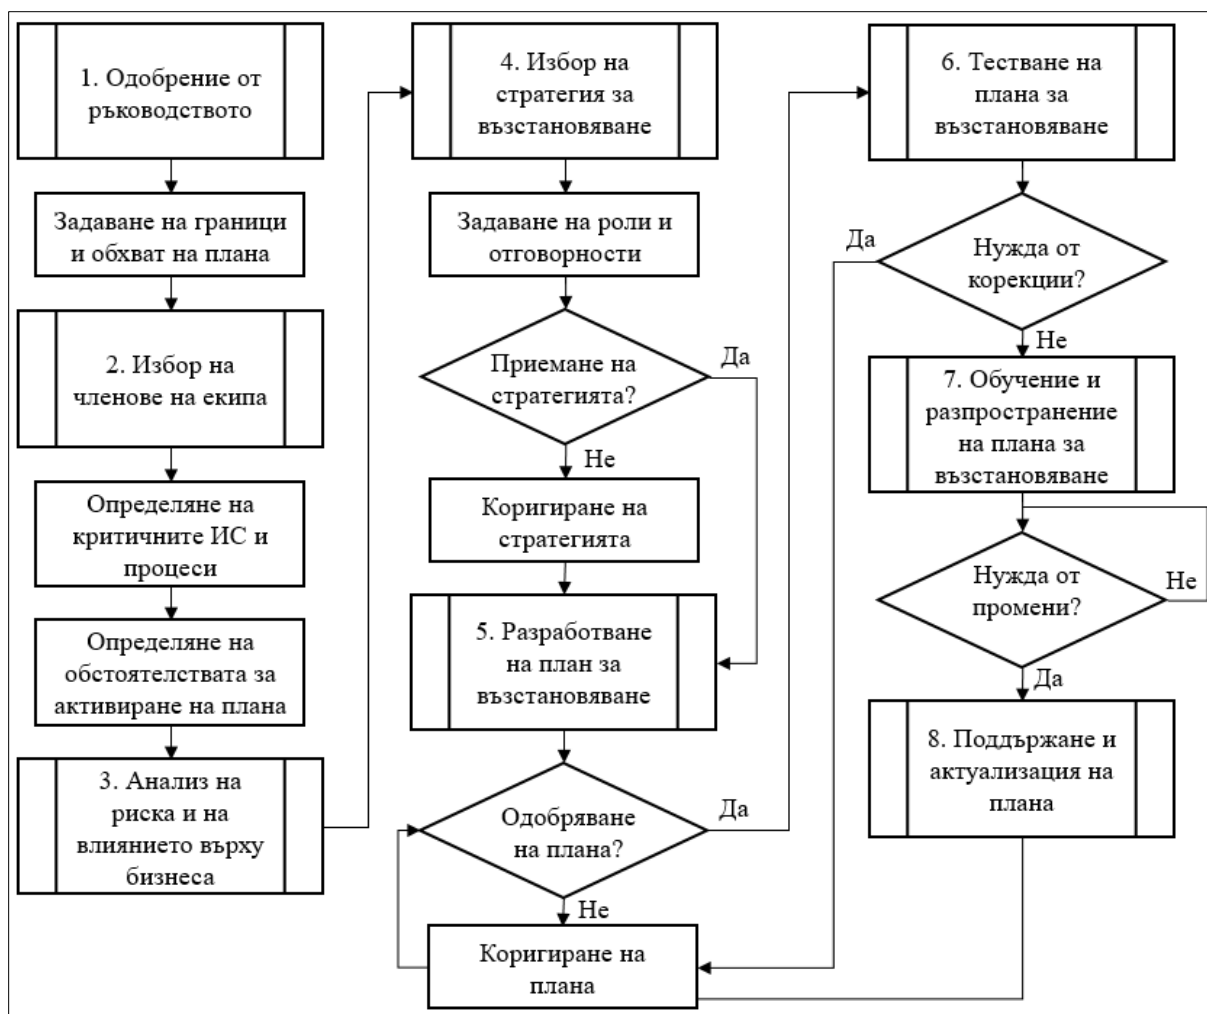 1. Одобрение от
ръководството
Задаване на граници
и обхват на плана
2. Избор на
членове на екипа
Определяне на
критичните ИС и
процеси
Определяне на
обстоятелствата за
активиране на плана
3. Анализ на
риска и на
влиянието върху
бизнеса
4. Избор на
стратегия за
възстановяване
Задаване на роли и
отговорности
Приемане на
стратегията?
Да
Не
Коригиране на
стратегията
5. Разработване
на план за
възстановяване
Одобряване
на плана?
Да
Не
Коригиране на
плана
6. Тестване на
плана за
възстановяване
Нужда от
корекции?
Да
Не
7. Обучение и
разпространение
на плана за
възстановяване
Нужда от
промени?
Не
Да
8. Поддържане и
актуализация на
плана